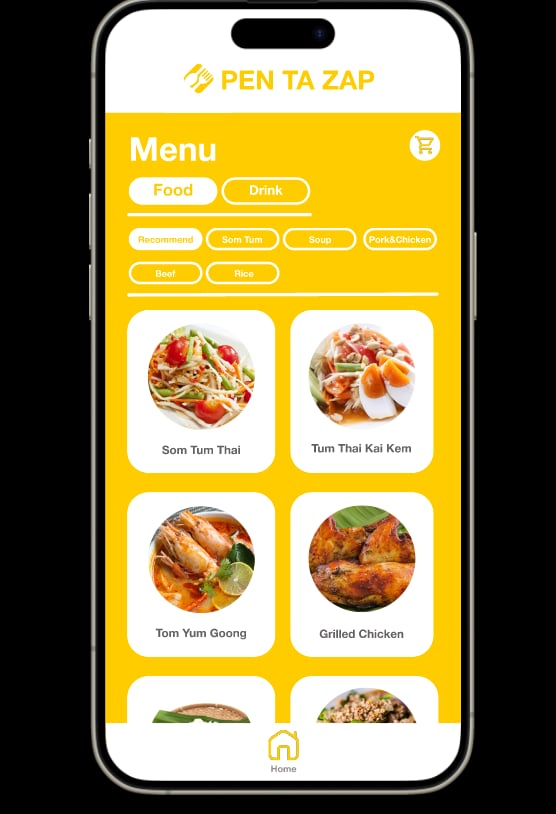 PEN TA ZAP
Menu
Food Drink
Recommend Som Tum Soup Pork&Chicken
Beef Rice
Som Tum Thai Tum Thai Kai Kem
Tom Yum Goong Grilled Chicken
Home